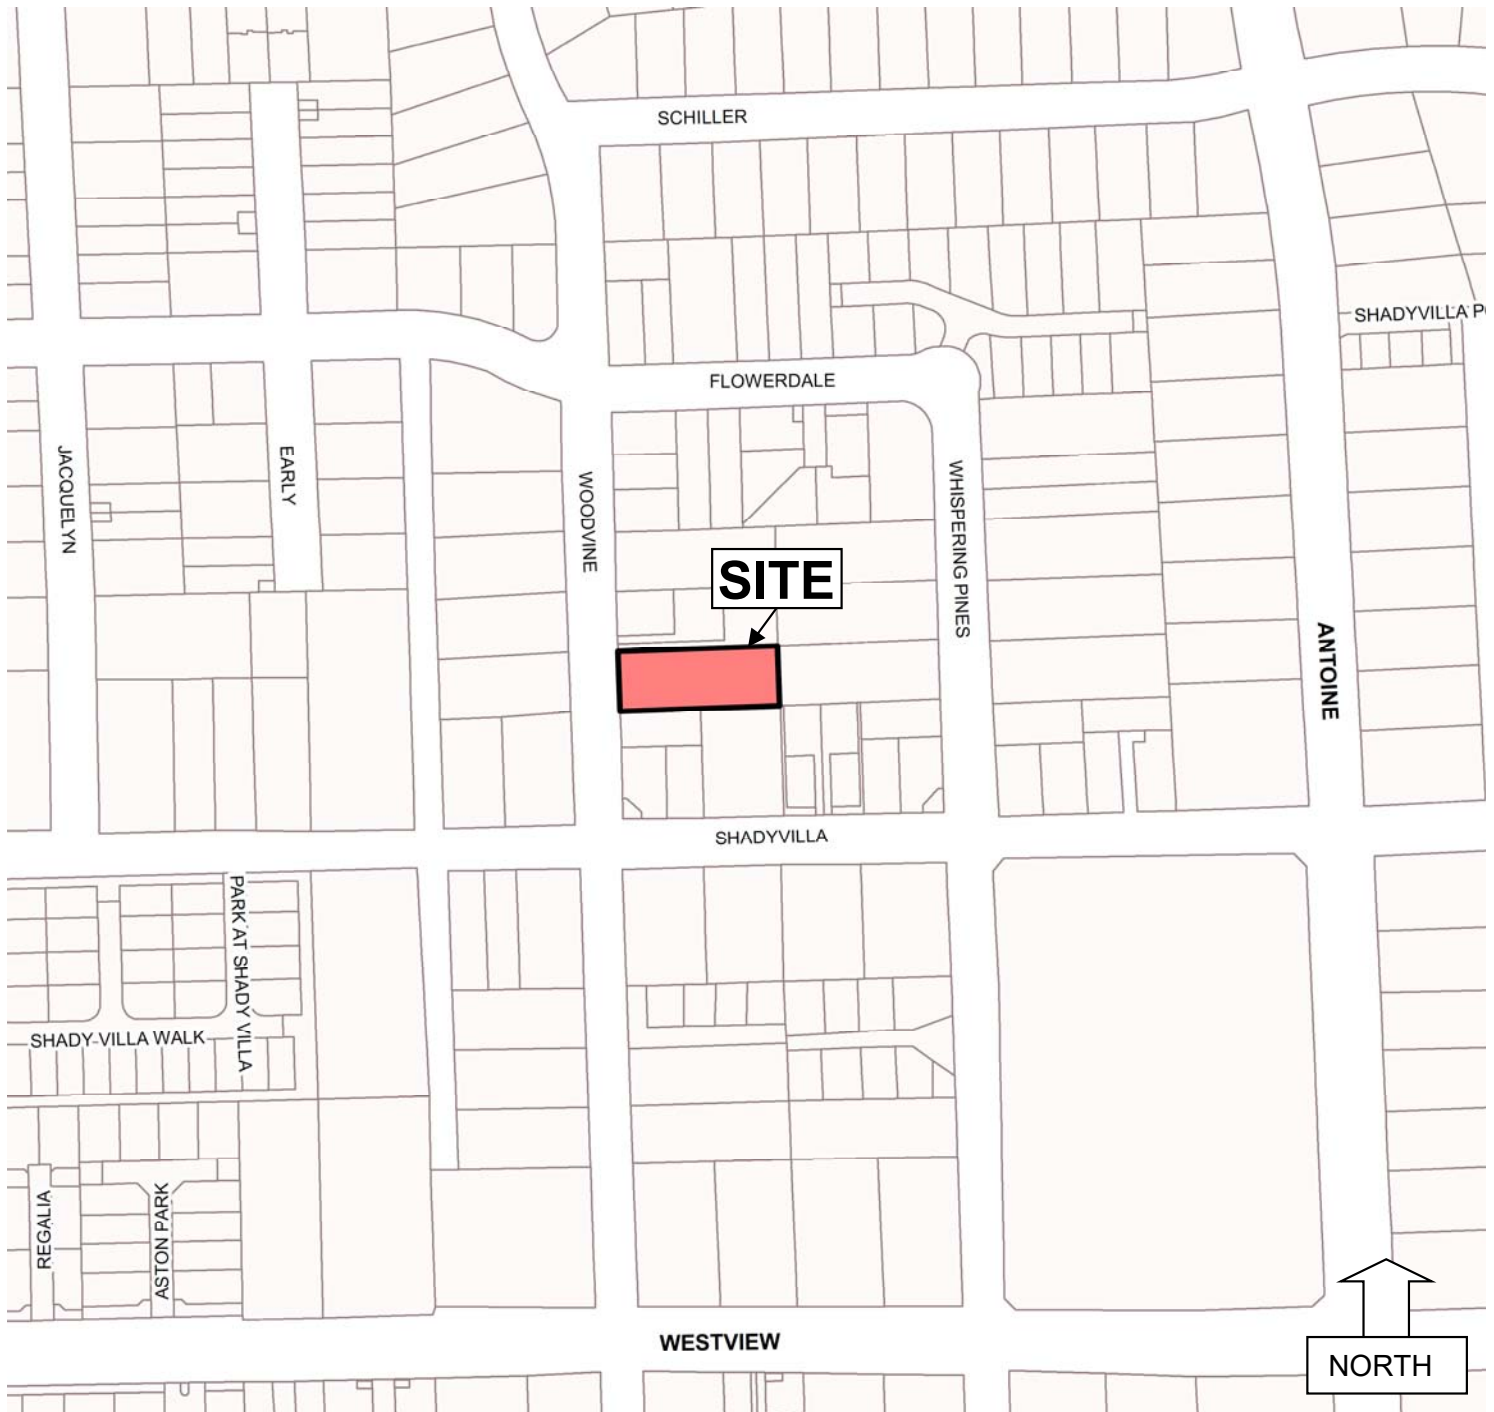 SCHILLER
SHADYVILLA P
FLOWERDALE
JACQUELYN
EARLY
WOODVINE
WHISPERING PINES
SITE
ANTOINE
SHADYVILLA
PARK AT SHADY VILLA
SHADY VILLA WALK
REGALIA
ASTON PARK
WESTVIEW
NORTH